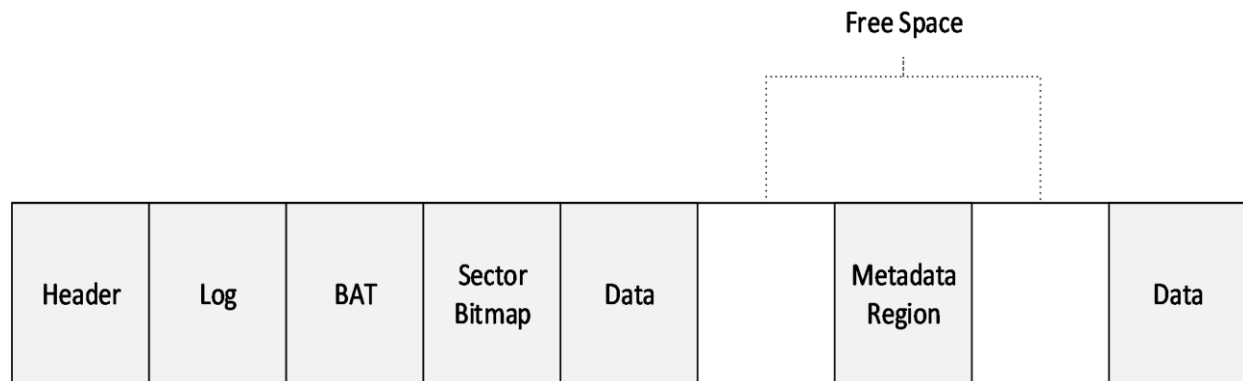 Free Space
Header
Log
BAT
Sector
Bitmap
Data
Metadata
Region
Data